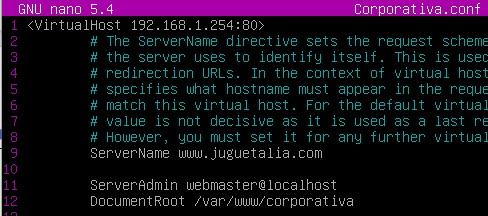 GNU nano 5.4 Corporativa.conf
1 <VirtualHost 192.168.1.254:80>
2 # The ServerName directive sets the request scheme
3 # the server uses to identify itself. This is used
4 # redirection URLs. In the context of virtual host
5 # specifies what hostname must appear in the reque
6 # match this virtual host. For the default virtual
7 # value is not decisive as it is used as a last re
8 # However, you must set it for any further virtual
9 ServerName www.juguetalia.com
10
11 ServerAdmin webmaster@localhost
12 DocumentRoot /var/www/corporativa